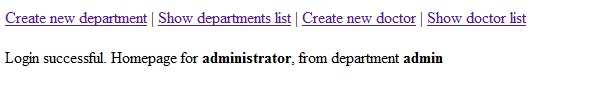 Create new department | Show departments list | Create new doctor | Show doctor list
Login successful. Homepage for administrator, from department admin